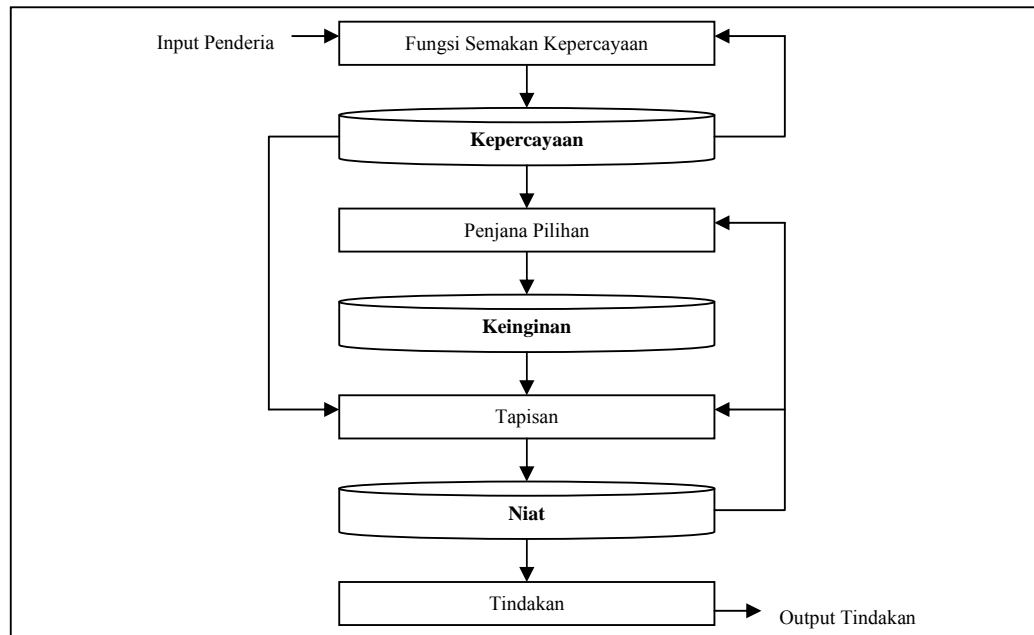 Input Penderia
Fungsi Semakan Kepercayaan
Kepercayaan
Penjana Pilihan
Keinginan
Tapisan
Niat
Tindakan
Output Tindakan